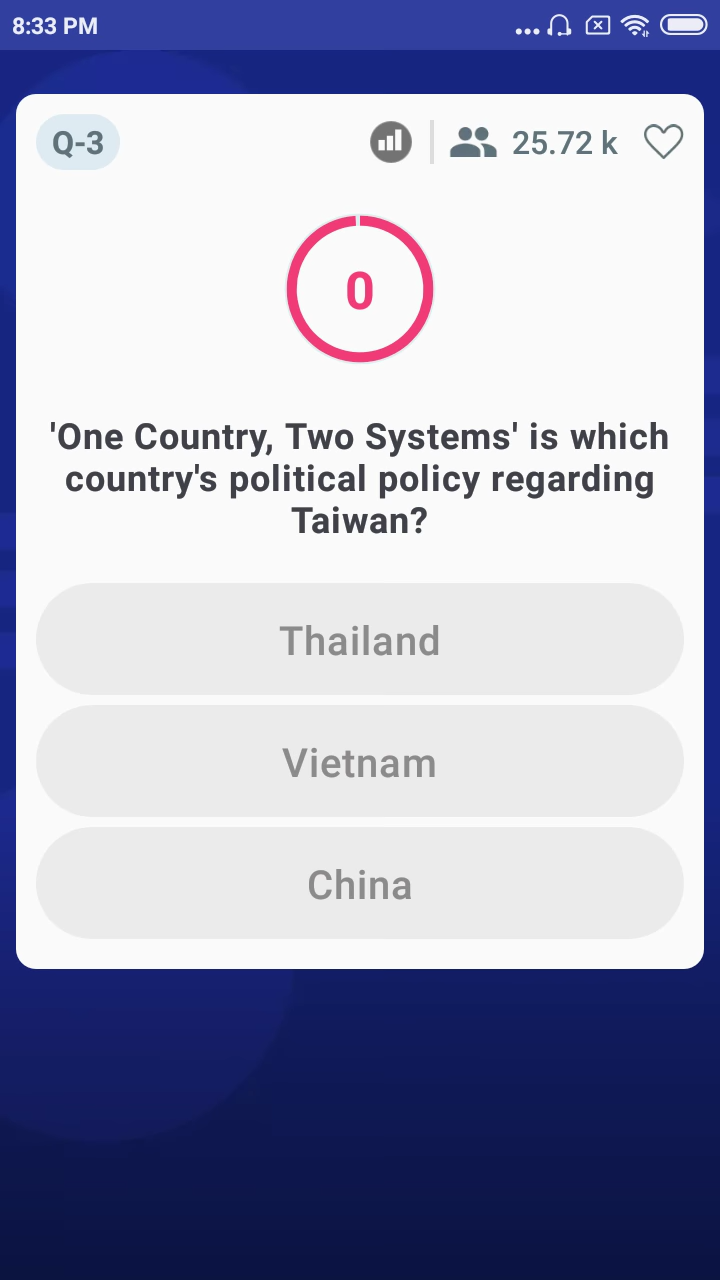 8:33 PM
Q-3
25.72 k
0
'One Country, Two Systems' is which
country's political policy regarding
Taiwan?
Thailand
Vietnam
China